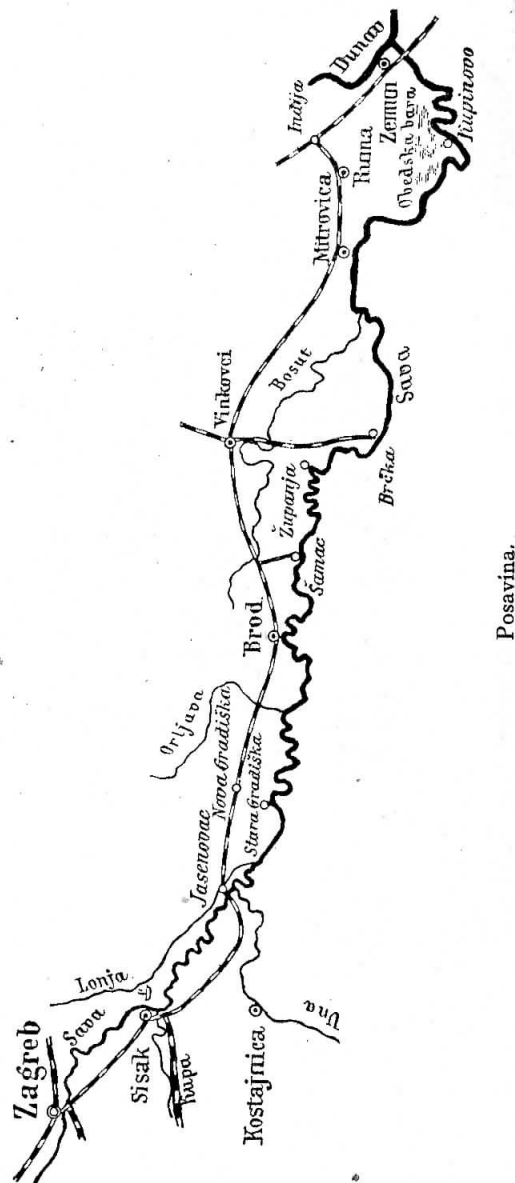 Zagreb
Sava
Lonja
Sisak
Kupa
Kostajnica
Una
Jasenovac
Nova Gradiška
Stara Gradiška
Orljava
Brod
Šamac
Županja
Vinkovci
Bosut
Brčka
Sava
Mitrovica
Ruma
Inđija
Dunav
Zemun
Obedska bara
Kupinovo
Posavina.